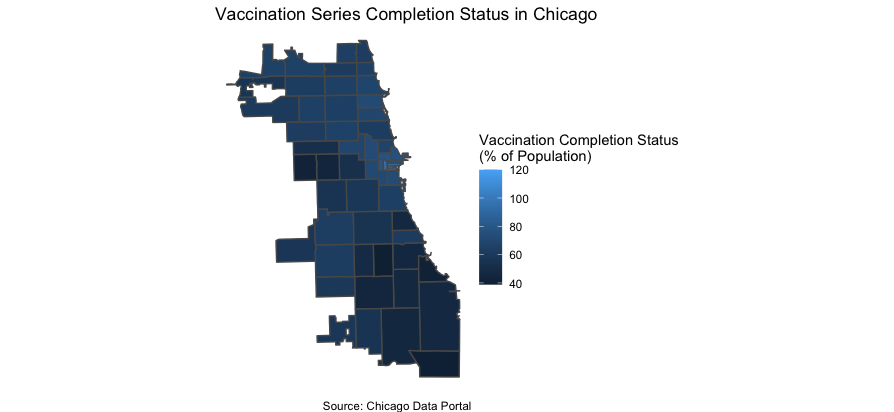 Vaccination Series Completion Status in Chicago
Vaccination Completion Status
(% of Population)
120
100
80
60
40
Source: Chicago Data Portal